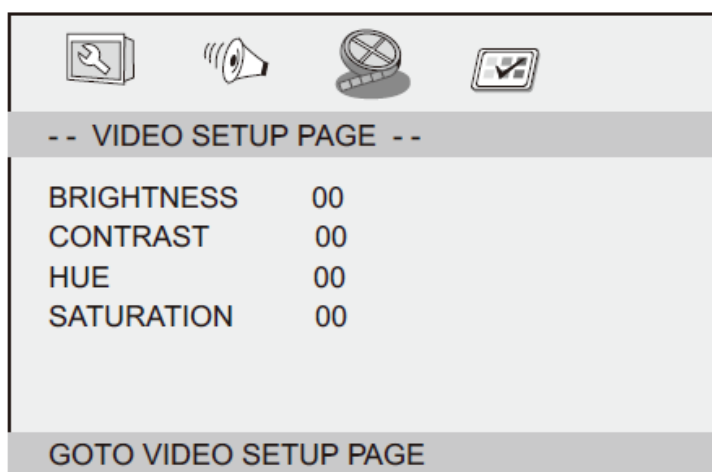 -- VIDEO SETUP PAGE --
BRIGHTNESS 00
CONTRAST 00
HUE 00
SATURATION 00
GOTO VIDEO SETUP PAGE